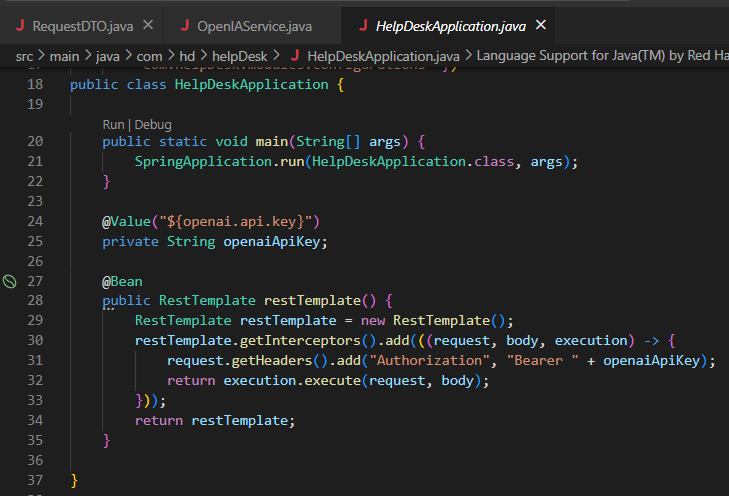 J RequestDTO.java × J OpenIAService.java J HelpDeskApplication.java ×
src > main > java > com > hd > helpDesk > J HelpDeskApplication.java > Language Support for Java(TM) by Red Ha
18 public class HelpDeskApplication {
19
Run | Debug
20 public static void main(String[] args) {
21 SpringApplication.run(HelpDeskApplication.class, args);
22 }
23
24 @Value("${openai.api.key}")
25 private String openaiApiKey;
26
27 @Bean
28 public RestTemplate restTemplate() {
29 RestTemplate restTemplate = new RestTemplate();
30 restTemplate.getInterceptors().add(((request, body, execution) -> {
31 request.getHeaders().add("Authorization", "Bearer " + openaiApiKey);
32 return execution.execute(request, body);
33 }));
34 return restTemplate;
35 }
36
37 }